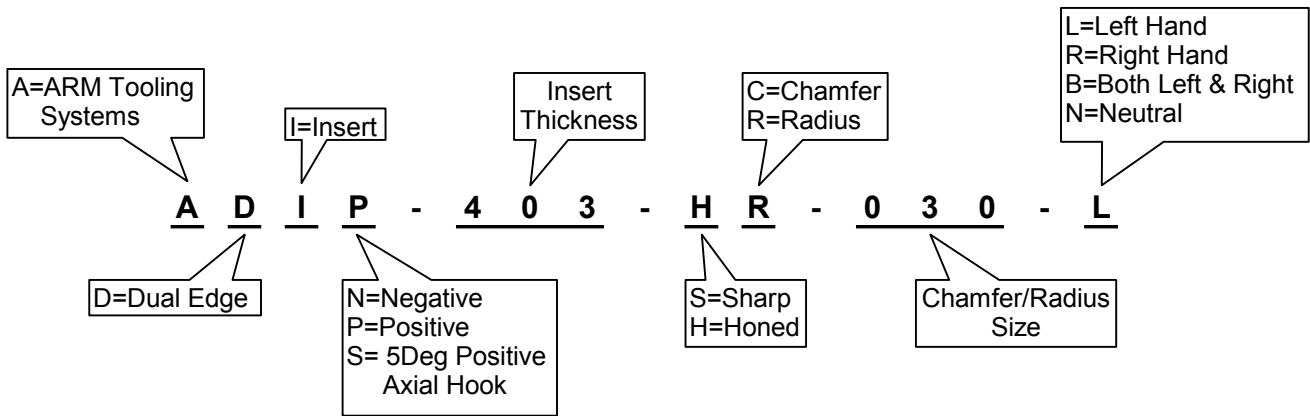 L=Left Hand
R=Right Hand
B=Both Left & Right
N=Neutral
A=ARM Tooling
Systems
I=Insert
Insert
Thickness
C=Chamfer
R=Radius
A D I P - 4 0 3 - H R - 0 3 0 - L
D=Dual Edge
N=Negative
P=Positive
S= 5Deg Positive
Axial Hook
S=Sharp
H=Honed
Chamfer/Radius
Size